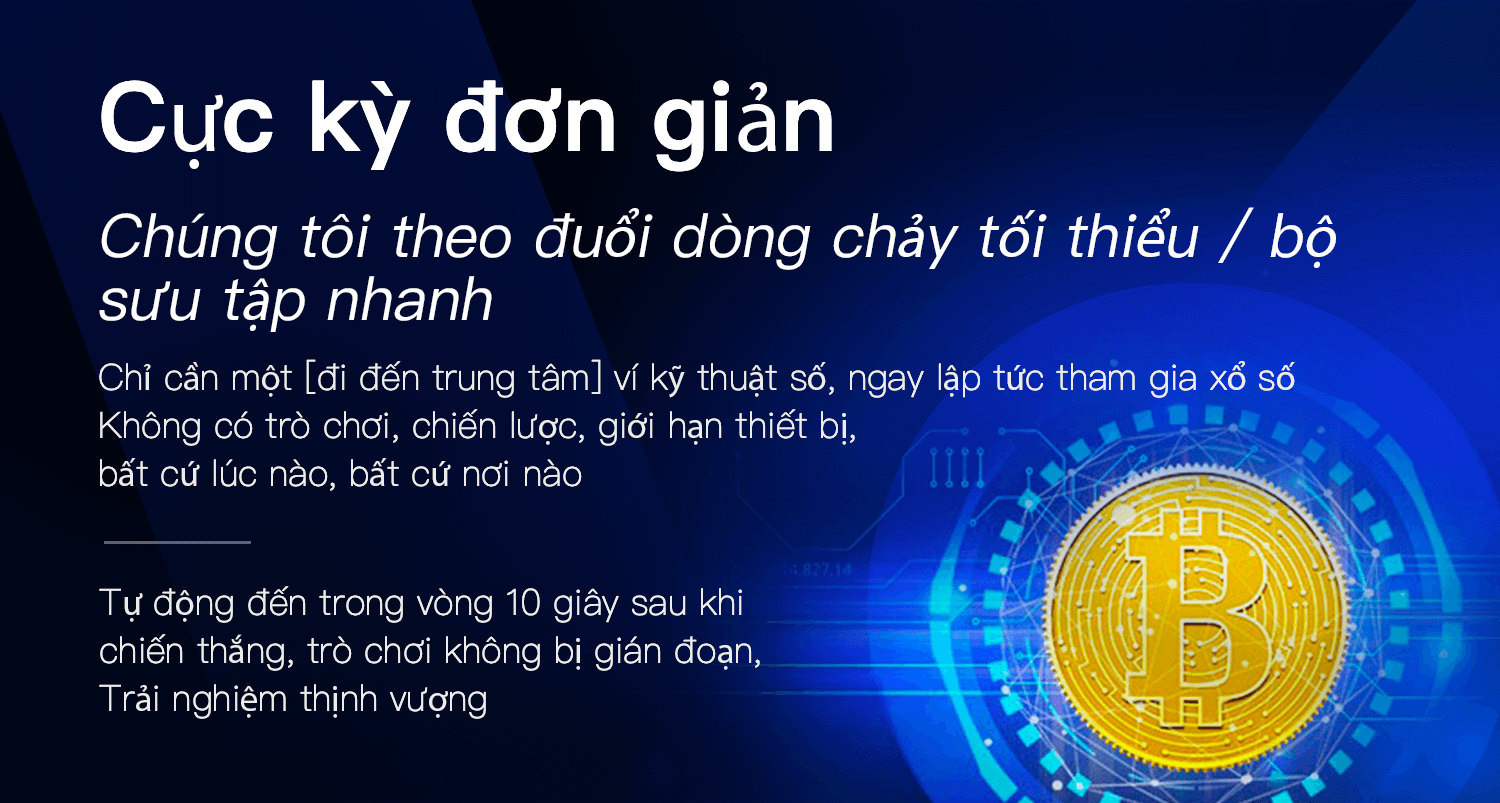 Cực kỳ đơn giản
Chúng tôi theo đuổi dòng chảy tối thiểu / bộ
sưu tập nhanh
Chỉ cần một [đi đến trung tâm] ví kỹ thuật số, ngay lập tức tham gia xổ số
Không có trò chơi, chiến lược, giới hạn thiết bị,
bất cứ lúc nào, bất cứ nơi nào
4,827,14
Tự động đến trong vòng 10 giây sau khi
chiến thắng, trò chơi không bị gián đoạn,
Trải nghiệm thịnh vượng